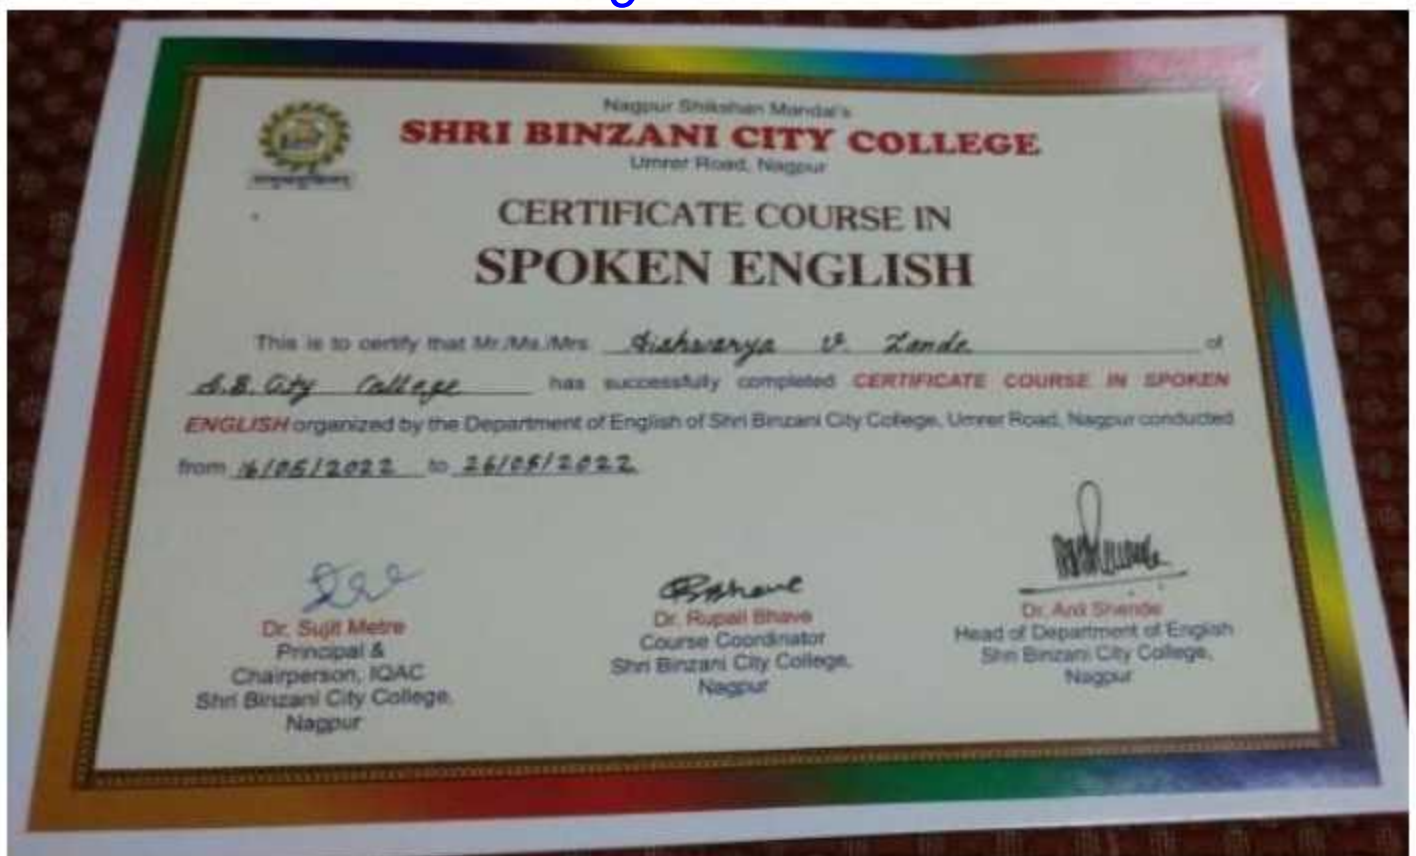 Nagpur Shikshan Mandal's
SHRI BINZANI CITY COLLEGE
Umrer Road, Nagpur
CERTIFICATE COURSE IN
SPOKEN ENGLISH
This is to certify that Mr./Ms./Mrs. Aishwarya V. Zande of
S.B. City College has successfully completed CERTIFICATE COURSE IN SPOKEN
ENGLISH organized by the Department of English of Shri Binzani City College, Umrer Road, Nagpur conducted
from 16/05/2022 to 26/05/2022
Dr. Sujit Metre
Principal &
Chairperson, IQAC
Shri Binzani City College,
Nagpur
Dr. Rupali Bhave
Course Coordinator
Shri Binzani City College,
Nagpur
Dr. Anil Shende
Head of Department of English
Shri Binzani City College,
Nagpur